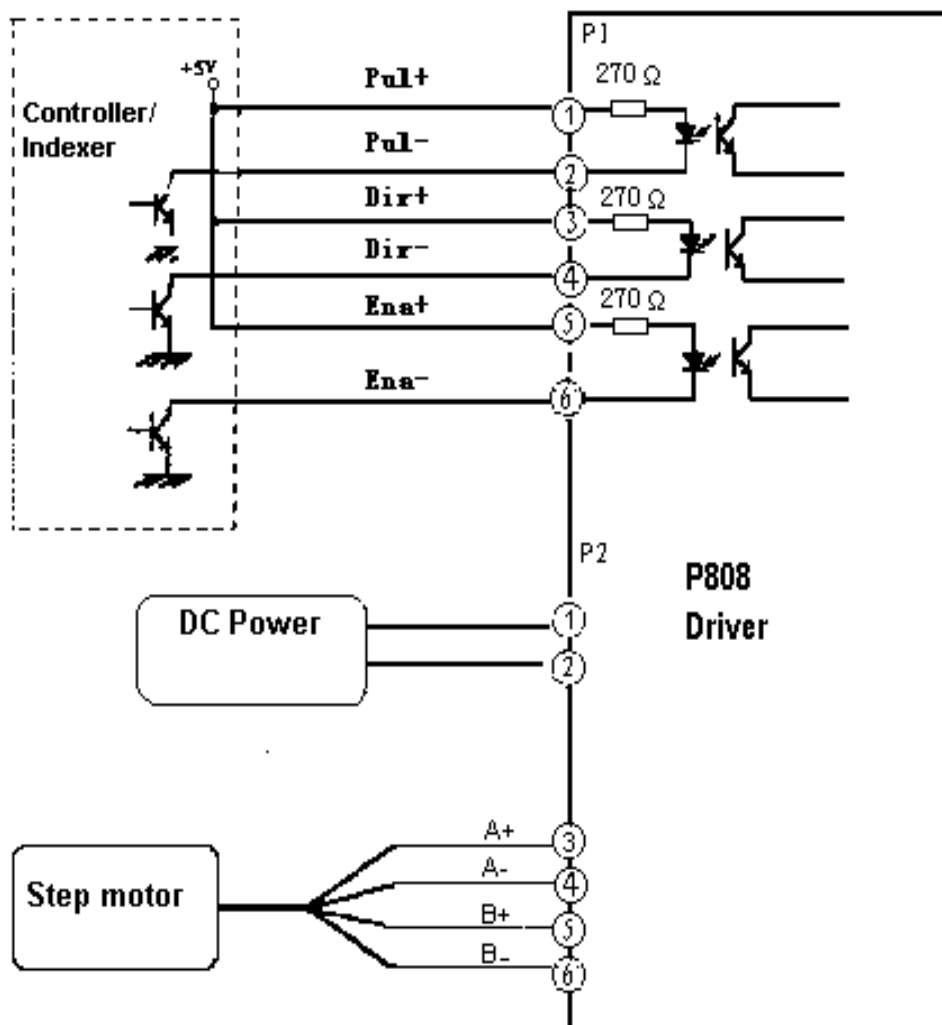 P1
+5V
Controller/
Indexer
Pul+
270 Ω
1
Pul-
2
Dir+
270 Ω
3
Dir-
4
Ena+
270 Ω
5
Ena-
6
P2
P808
Driver
DC Power
1
2
Step motor
A+
3
A-
4
B+
5
B-
6